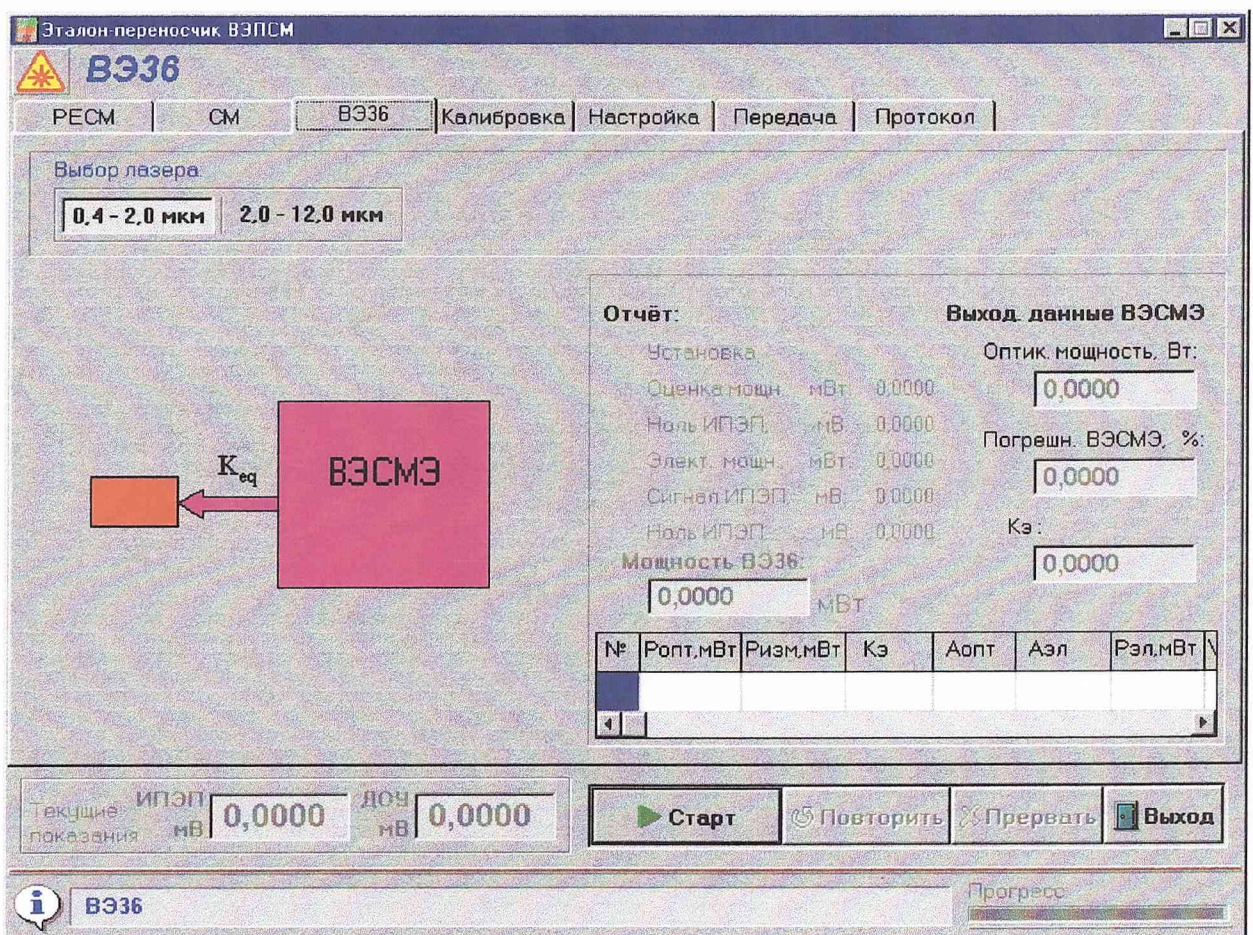 Эталон-переносчик ВЭПСМ
ВЭ36
РЕСМ СМ ВЭ36 Калибровка Настройка Передача Протокол
Выбор лазера
0,4 - 2,0 мкм 2,0 - 12,0 мкм
Отчёт: Выход. данные ВЭСМЭ
Установка Оптик. мощность, Вт:
Оценка мощн. мВт 0,0000 0,0000
Ноль ИПЭП, мВ 0,0000 Погрешн. ВЭСМЭ, %:
Элект. мощн. мВт: 0,0000 0,0000
Сигнал ИПЭП, мВ: 0,0000
Ноль ИПЭП мВ 0,0000 Кэ:
Мощность ВЭ36: 0,0000
0,0000 мВт
Keq
ВЭСМЭ
№ Pопт,мВт Pизм,мВт Кэ Аопт Аэл Рэл,мВт
Текущие показания ИПЭП мВ 0,0000 ДОЧ мВ 0,0000
Старт Повторить Прервать Выход
ВЭ36 Прогресс